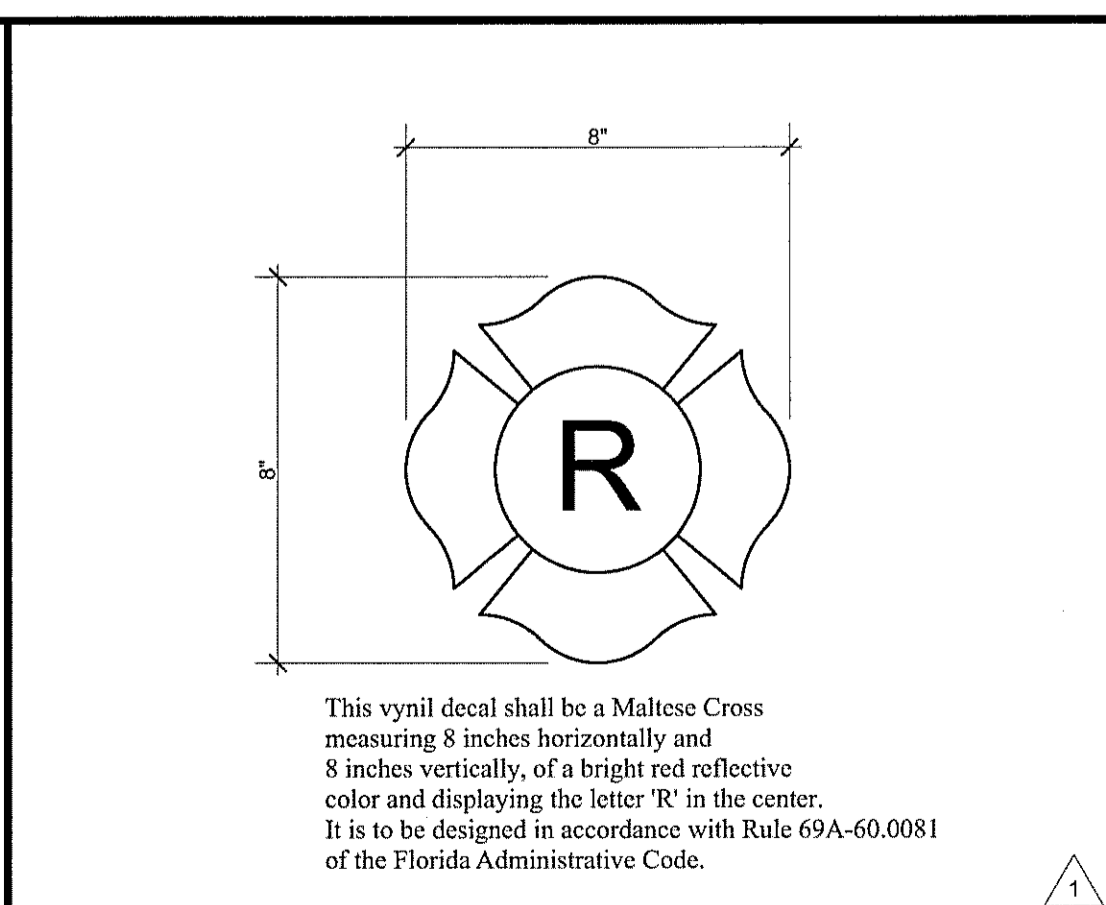 8"
8"
R
This vynil decal shall be a Maltese Cross
measuring 8 inches horizontally and
8 inches vertically, of a bright red reflective
color and displaying the letter 'R' in the center.
It is to be designed in accordance with Rule 69A-60.0081
of the Florida Administrative Code.
1